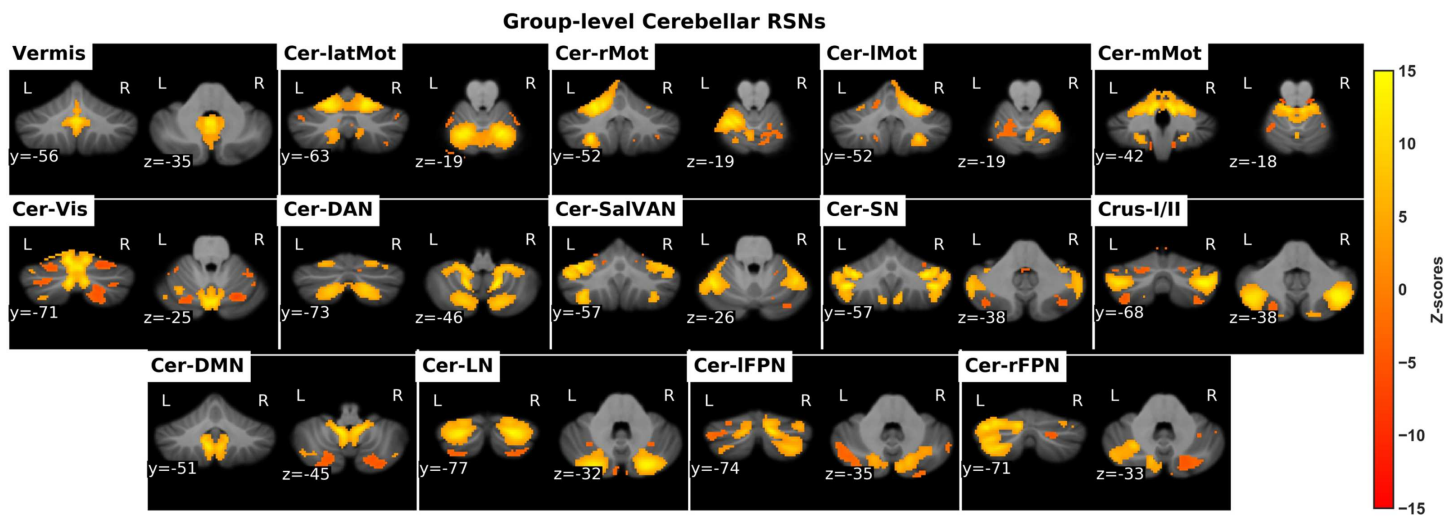 Group-level Cerebellar RSNs
Vermis
Cer-latMot
Cer-rMot
Cer-lMot
Cer-mMot
L R L R L R L R L R
y=-56 z=-35 y=-63 z=-19 y=-52 z=-19 y=-52 z=-19 y=-42 z=-18
Cer-Vis
Cer-DAN
Cer-SalVAN
Cer-SN
Crus-I/II
L R L R L R L R L R
y=-71 z=-25 y=-73 z=-46 y=-57 z=-26 y=-57 z=-38 y=-68 z=-38
Cer-DMN
Cer-LN
Cer-lFPN
Cer-rFPN
L R L R L R L R
y=-51 z=-45 y=-77 z=-32 y=-74 z=-35 y=-71 z=-33
15
10
5
0
−5
−10
−15
Z-scores